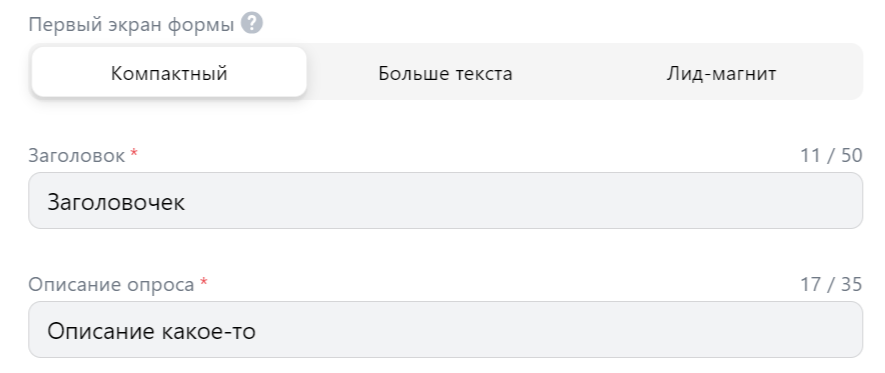 Первый экран формы ?
Компактный Больше текста Лид-магнит
Заголовок * 11 / 50
Заголовочек
Описание опроса * 17 / 35
Описание какое-то